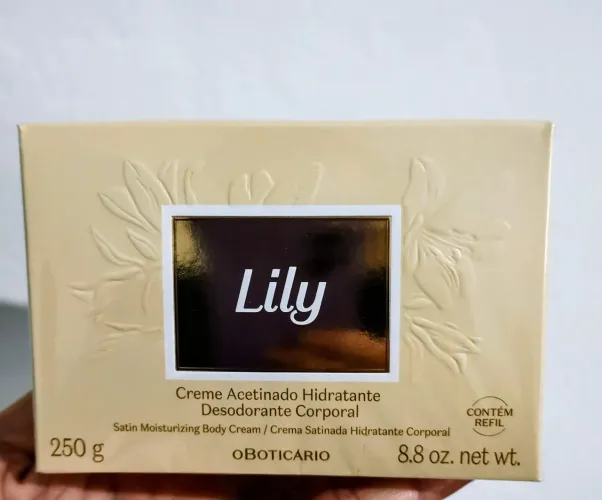 Lily
Creme Acetinado Hidratante
Desodorante Corporal
Satin Moisturizing Body Cream / Crema Satinada Hidratante Corporal
CONTÉM
REFIL
250 g
oBOTICÁRIO
8.8 oz. net wt.